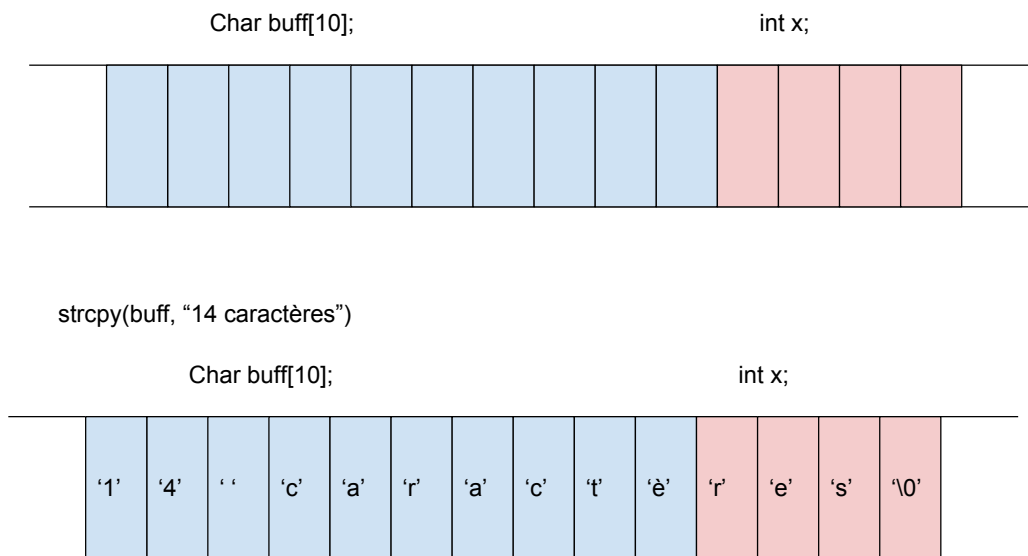 Char buff[10]; int x;
strcpy(buff, “14 caractères”)
Char buff[10]; int x;
‘1’ ‘4’ ‘ ‘ ‘c’ ‘a’ ‘r’ ‘a’ ‘c’ ‘t’ ‘è’ ‘r’ ‘e’ ‘s’ ‘\0’